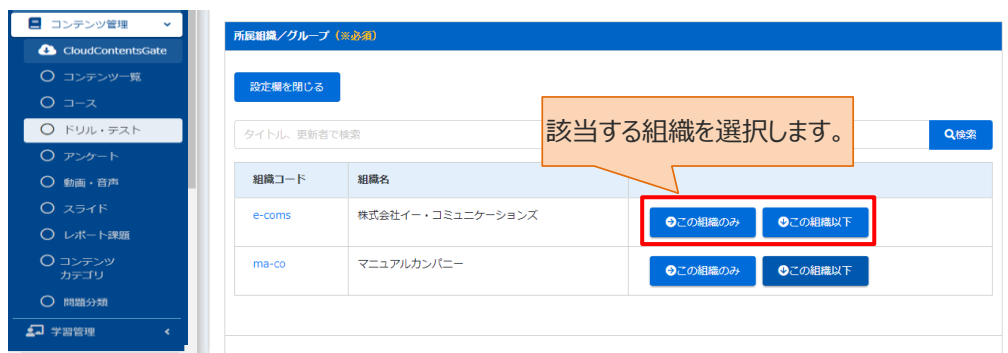 コンテンツ管理
CloudContentsGate
コンテンツ一覧
コース
ドリル・テスト
アンケート
動画・音声
スライド
レポート課題
コンテンツ
カテゴリ
問題分類
学習管理
所属組織/グループ (※必須)
設定欄を閉じる
タイトル、更新者で検索
検索
該当する組織を選択します。
組織コード 組織名
e-coms 株式会社イー・コミュニケーションズ この組織のみ この組織以下
ma-co マニュアルカンパニー この組織のみ この組織以下